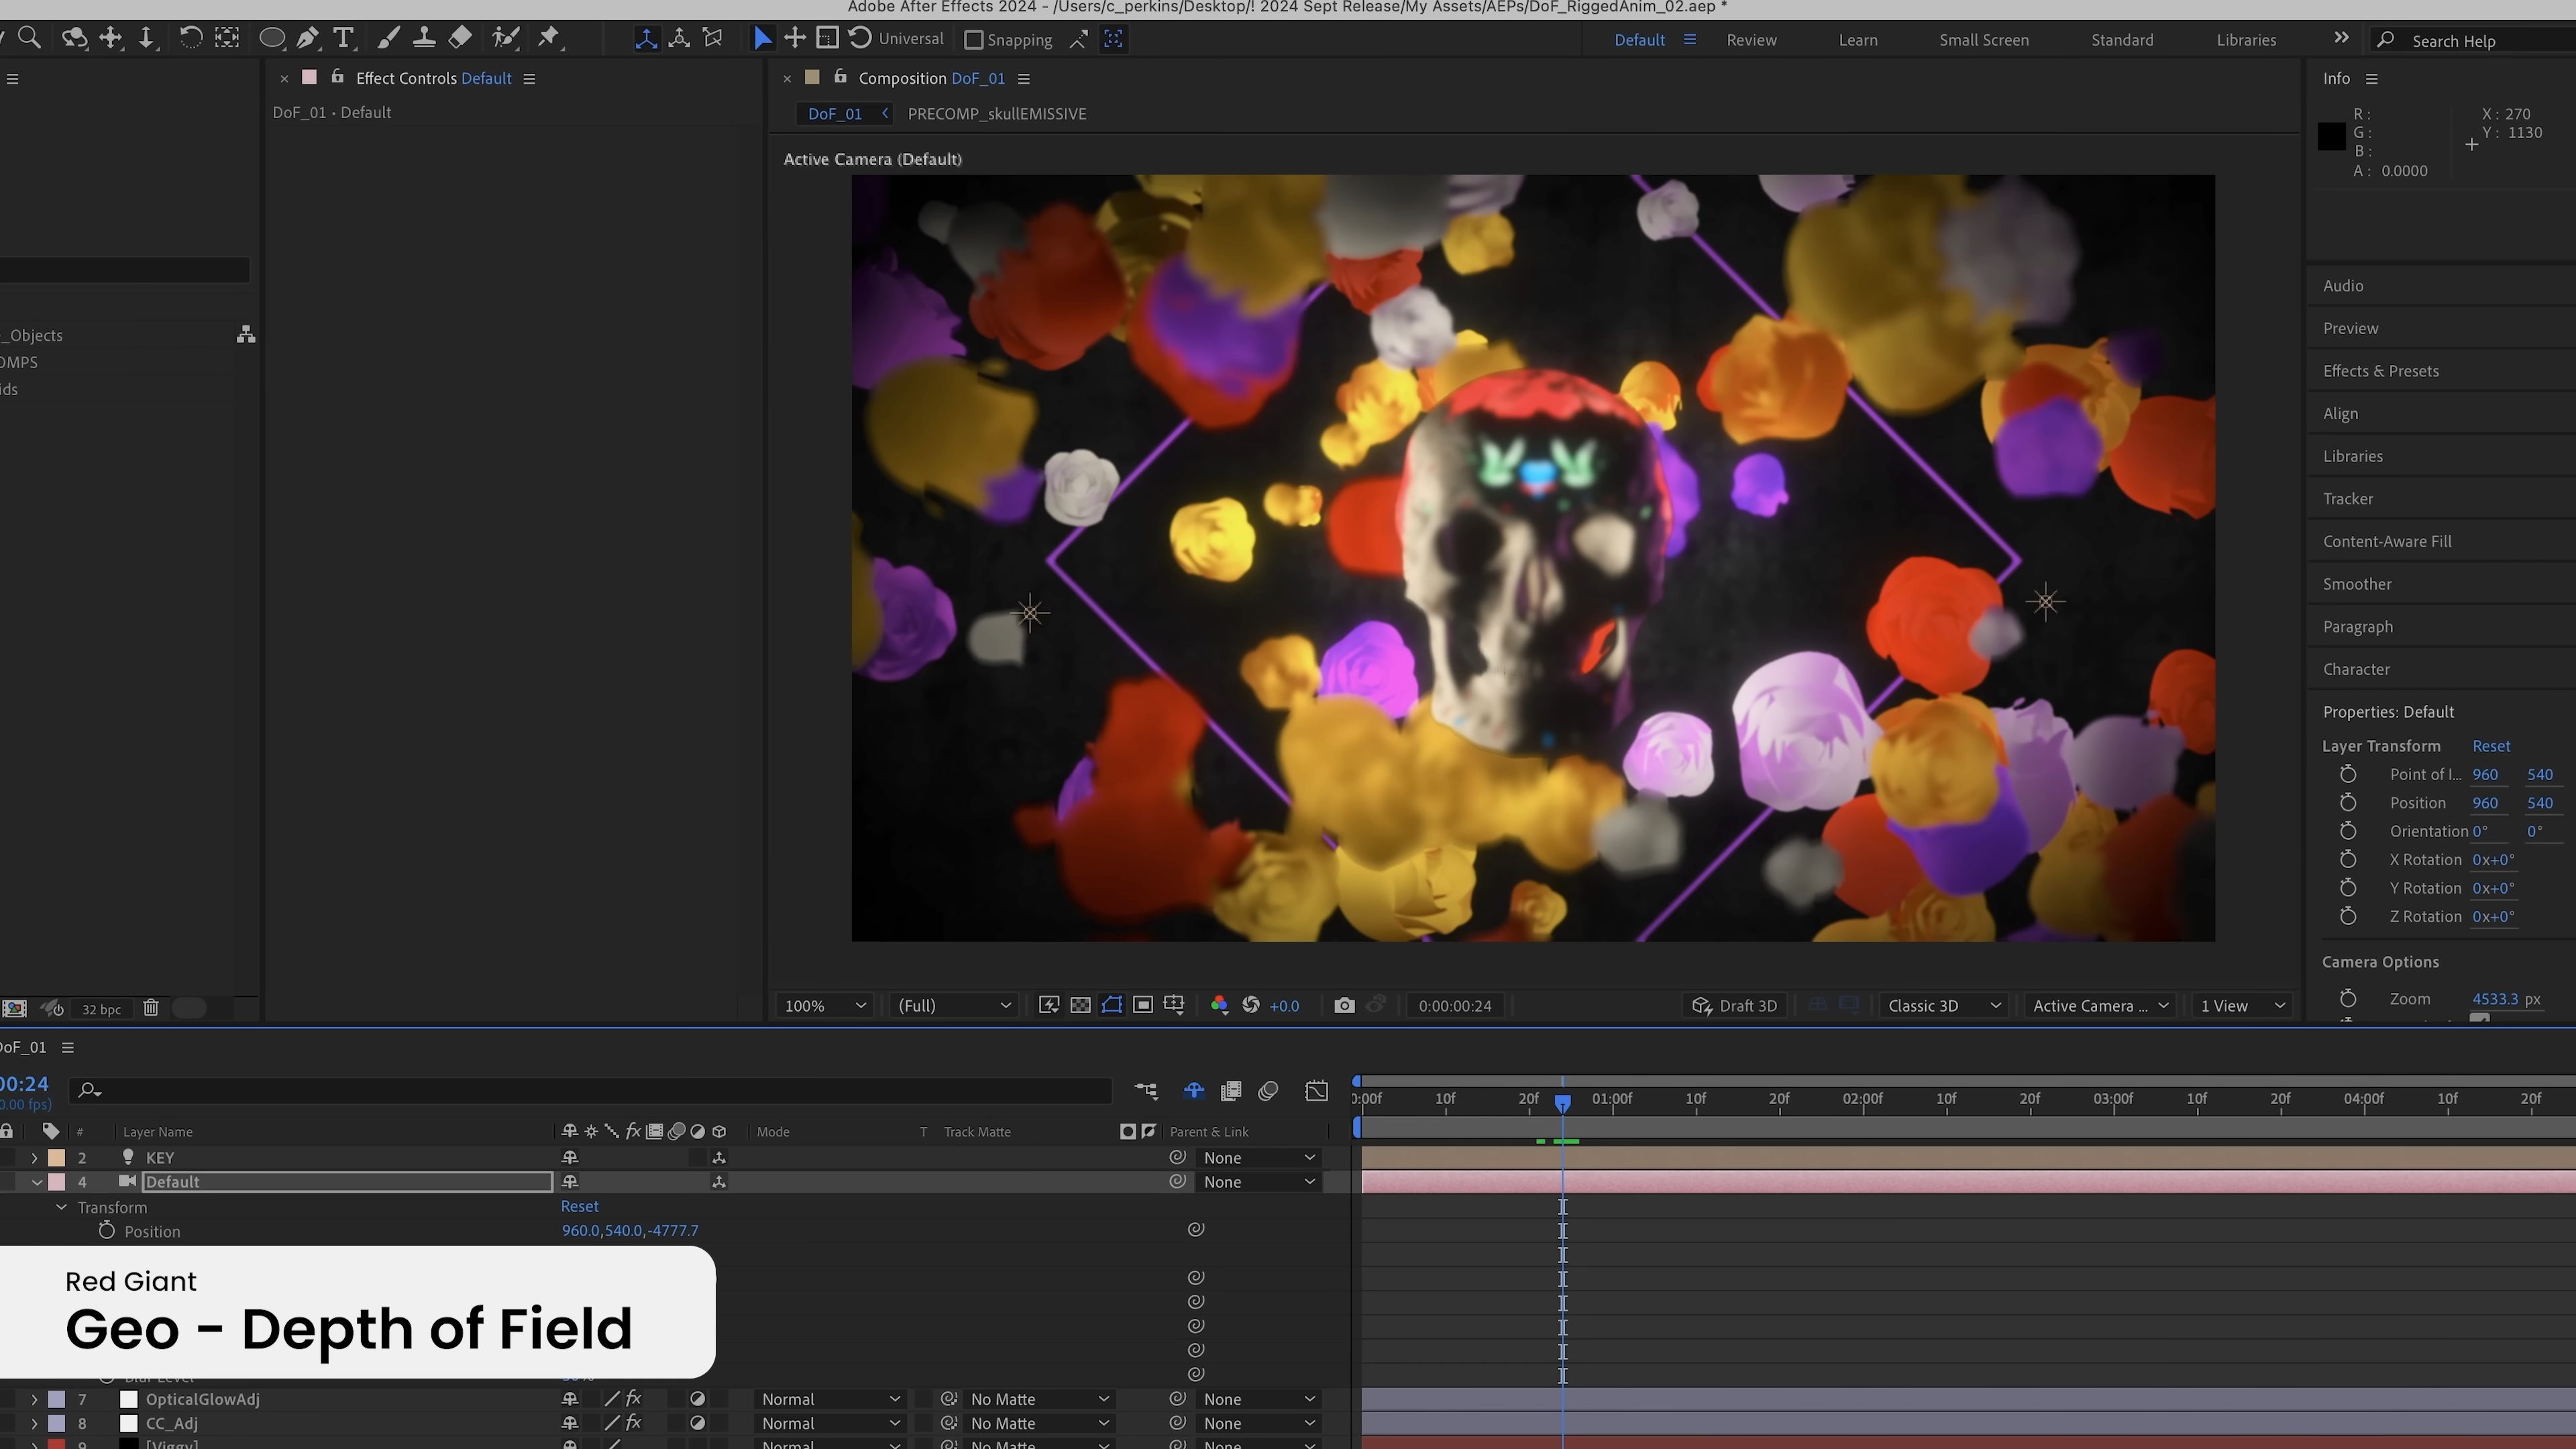 Adobe After Effects 2024 - /Users/c_perkins/Desktop/! 2024 Sept Release/My Assets/AEPs/DoF_RiggedAnim_02.aep *
Universal
Snapping
Default
Review
Learn
Small Screen
Standard
Libraries
Search Help
Effect Controls Default
DoF_01 • Default
_Objects
OMPS
ids
32 bpc
Composition DoF_01
DoF_01
PRECOMP_skullEMISSIVE
Active Camera (Default)
100%
(Full)
+0.0
0:00:00:24
Draft 3D
Classic 3D
Active Camera ...
1 View
Info
R :
G :
B :
A : 0.0000
X : 270
Y : 1130
Audio
Preview
Effects & Presets
Align
Libraries
Tracker
Content-Aware Fill
Smoother
Paragraph
Character
Properties: Default
Layer Transform Reset
Point of I... 960 540
Position 960 540
Orientation 0° 0°
X Rotation 0x+0°
Y Rotation 0x+0°
Z Rotation 0x+0°
Camera Options
Zoom 4533.3 px
DoF_01
00:24
0.00 fps)
0:00f 10f 20f 01:00f 10f 20f 02:00f 10f 20f 03:00f 10f 20f 04:00f 10f 20f
# Layer Name Mode T Track Matte Parent & Link
2 KEY None
4 Default None
Transform Reset
Position 960.0,540.0,-4777.7
Red Giant
Geo - Depth of Field
7 OpticalGlowAdj Normal No Matte None
8 CC_Adj Normal No Matte None
9 [Viggy] Normal No Matte None